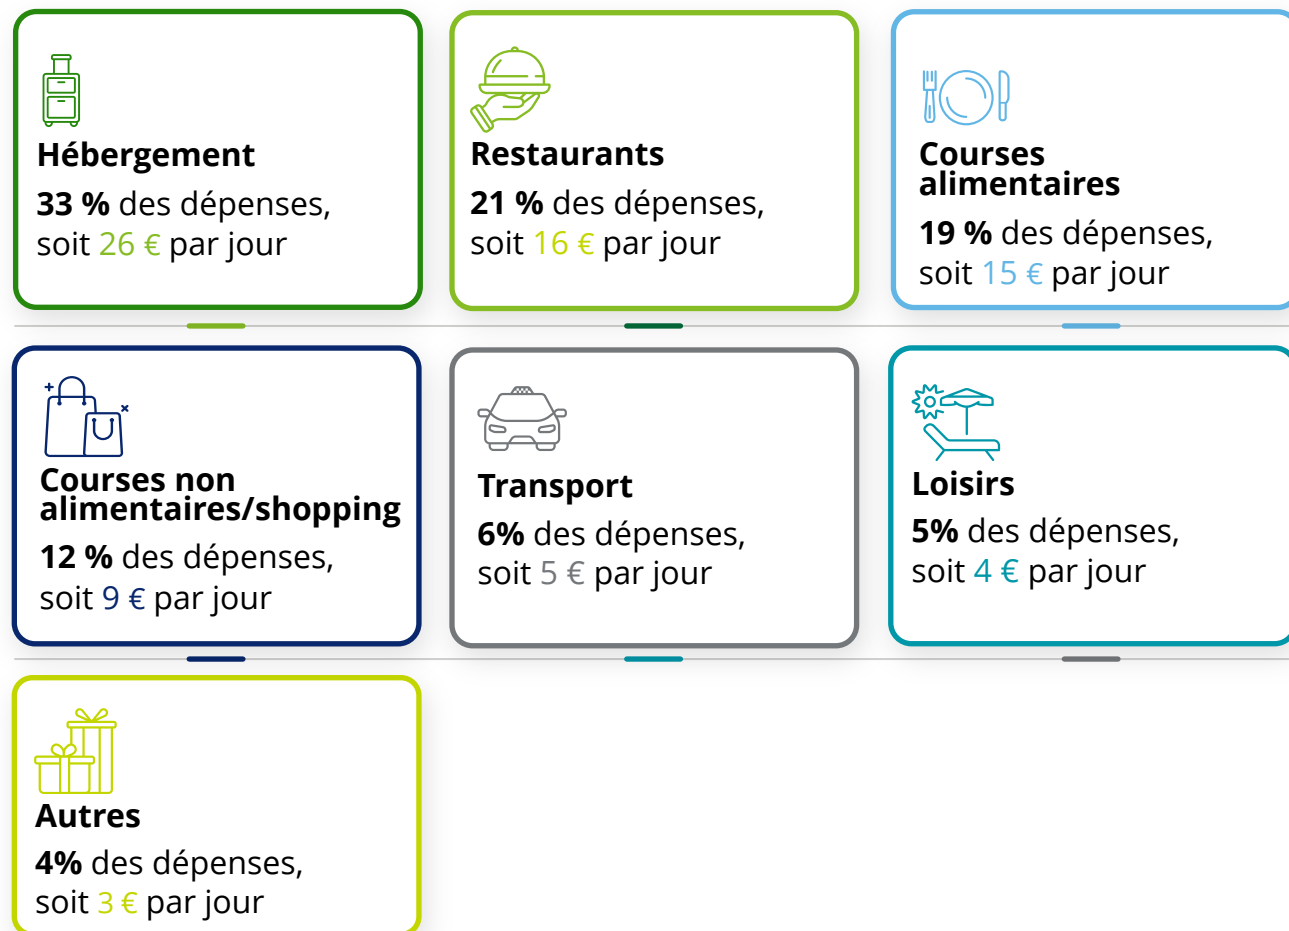 Hébergement
33 % des dépenses,
soit 26 € par jour
Restaurants
21 % des dépenses,
soit 16 € par jour
Courses
alimentaires
19 % des dépenses,
soit 15 € par jour
Courses non
alimentaires/shopping
12 % des dépenses,
soit 9 € par jour
Transport
6% des dépenses,
soit 5 € par jour
Loisirs
5% des dépenses,
soit 4 € par jour
Autres
4% des dépenses,
soit 3 € par jour